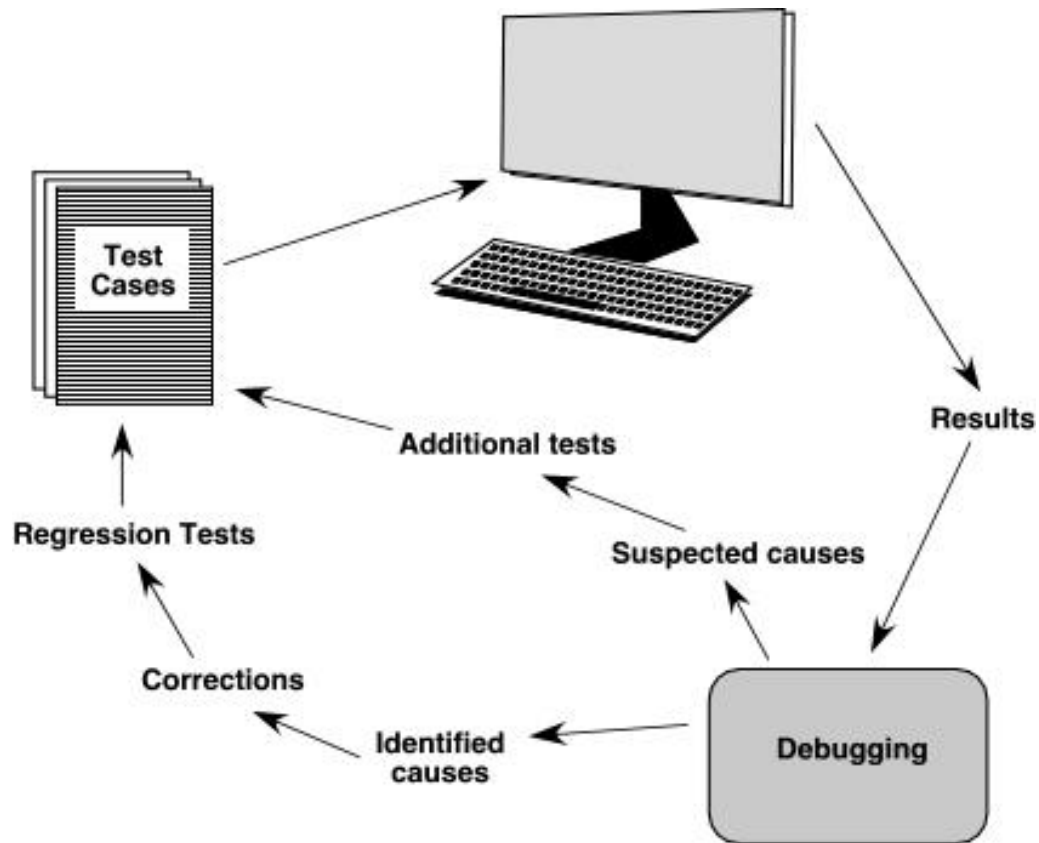 Test
Cases
Results
Additional tests
Regression Tests
Suspected causes
Corrections
Identified
causes
Debugging